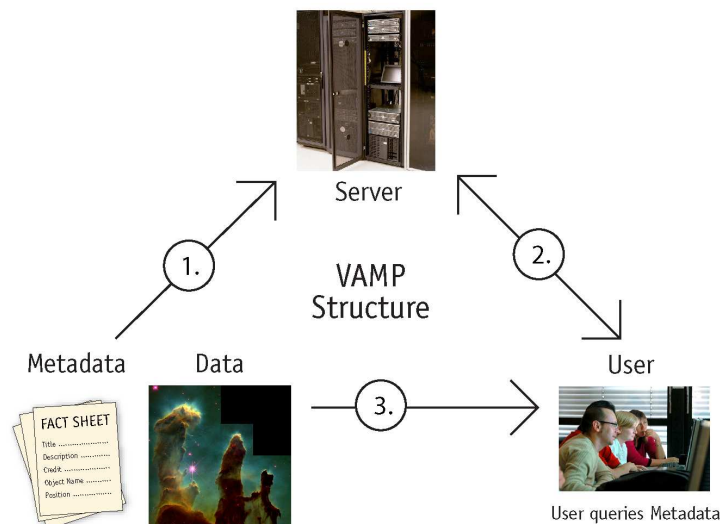 Server
1.
2.
VAMP
Structure
Metadata
Data
User
FACT SHEET
Title ......................
Description ............
Credit .....................
Object Name .........
Position ..................
3.
User queries Metadata